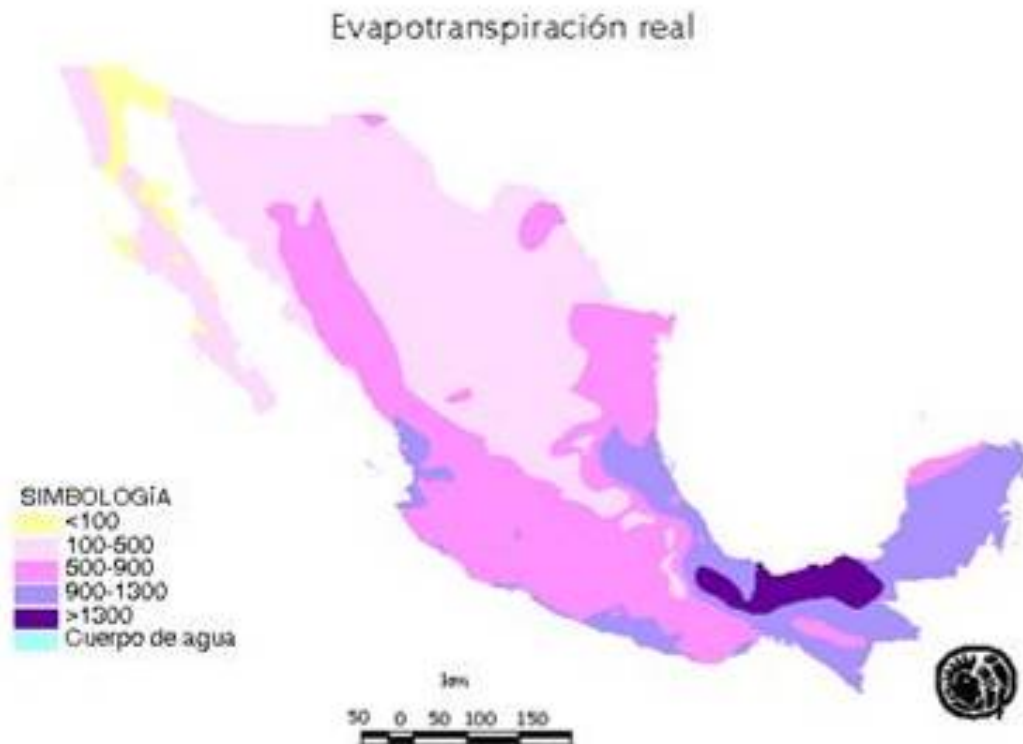 Evapotranspiración real
SIMBOLOGÍA
<100
100-500
500-900
900-1300
>1300
Cuerpo de agua
km
50 0 50 100 150